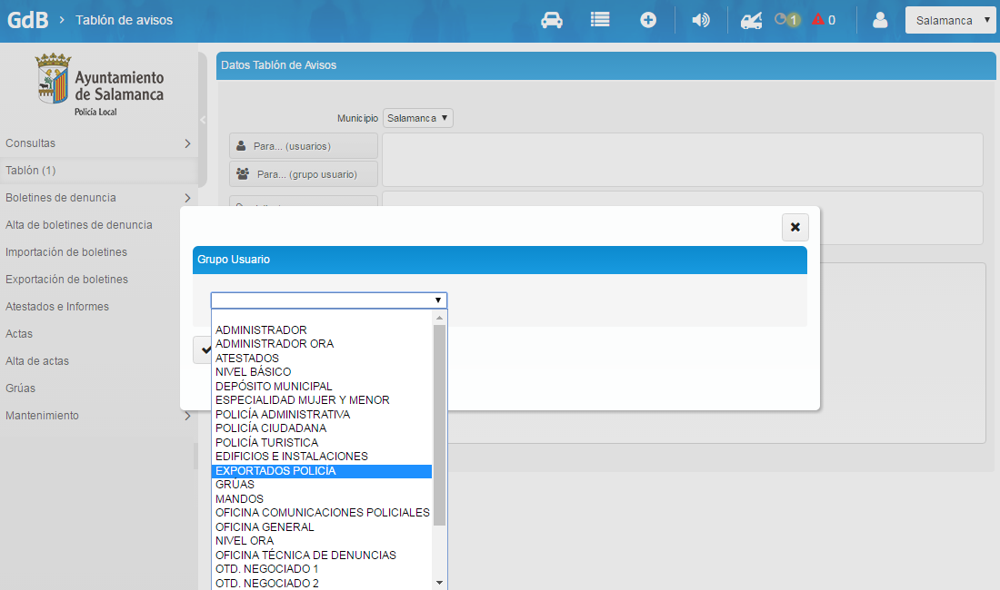 GdB › Tablón de avisos
1
0
Salamanca
Ayuntamiento
de Salamanca
Policía Local
Consultas
Tablón (1)
Boletines de denuncia
Alta de boletines de denuncia
Importación de boletines
Exportación de boletines
Atestados e Informes
Actas
Alta de actas
Grúas
Mantenimiento
Datos Tablón de Avisos
Municipio
Salamanca
Para... (usuarios)
Para... (grupo usuario)
Grupo Usuario
ADMINISTRADOR
ADMINISTRADOR ORA
ATESTADOS
NIVEL BÁSICO
DEPÓSITO MUNICIPAL
ESPECIALIDAD MUJER Y MENOR
POLICÍA ADMINISTRATIVA
POLICÍA CIUDADANA
POLICÍA TURISTICA
EDIFICIOS E INSTALACIONES
EXPORTADOS POLICÍA
GRÚAS
MANDOS
OFICINA COMUNICACIONES POLICIALES
OFICINA GENERAL
NIVEL ORA
OFICINA TÉCNICA DE DENUNCIAS
OTD. NEGOCIADO 1
OTD. NEGOCIADO 2